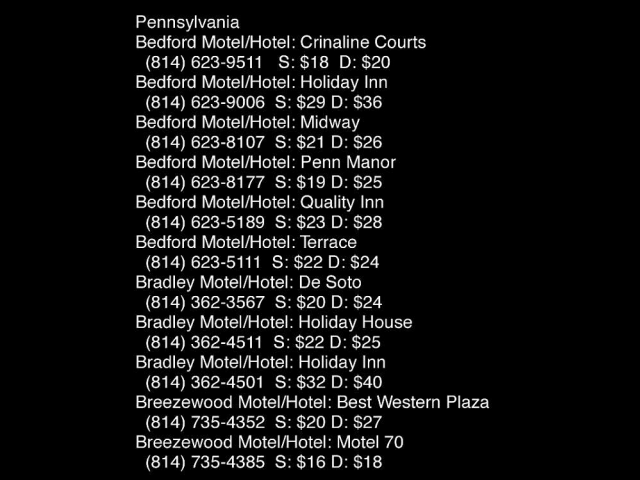 Pennsylvania
Bedford Motel/Hotel: Crinaline Courts
(814) 623-9511 S: $18 D: $20
Bedford Motel/Hotel: Holiday Inn
(814) 623-9006 S: $29 D: $36
Bedford Motel/Hotel: Midway
(814) 623-8107 S: $21 D: $26
Bedford Motel/Hotel: Penn Manor
(814) 623-8177 S: $19 D: $25
Bedford Motel/Hotel: Quality Inn
(814) 623-5189 S: $23 D: $28
Bedford Motel/Hotel: Terrace
(814) 623-5111 S: $22 D: $24
Bradley Motel/Hotel: De Soto
(814) 362-3567 S: $20 D: $24
Bradley Motel/Hotel: Holiday House
(814) 362-4511 S: $22 D: $25
Bradley Motel/Hotel: Holiday Inn
(814) 362-4501 S: $32 D: $40
Breezewood Motel/Hotel: Best Western Plaza
(814) 735-4352 S: $20 D: $27
Breezewood Motel/Hotel: Motel 70
(814) 735-4385 S: $16 D: $18